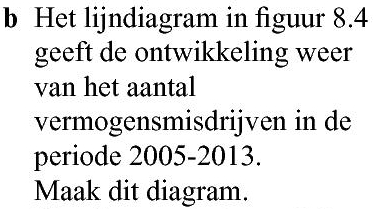 b Het lijndiagram in figuur 8.4
geeft de ontwikkeling weer
van het aantal
vermogensmisdrijven in de
periode 2005-2013.
Maak dit diagram.